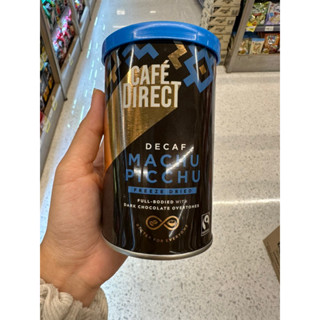 CAFÉ
DIRECT
DECAF
MACHU
PICCHU
FREEZE DRIED
FULL-BODIED WITH
DARK CHOCOLATE OVERTONES